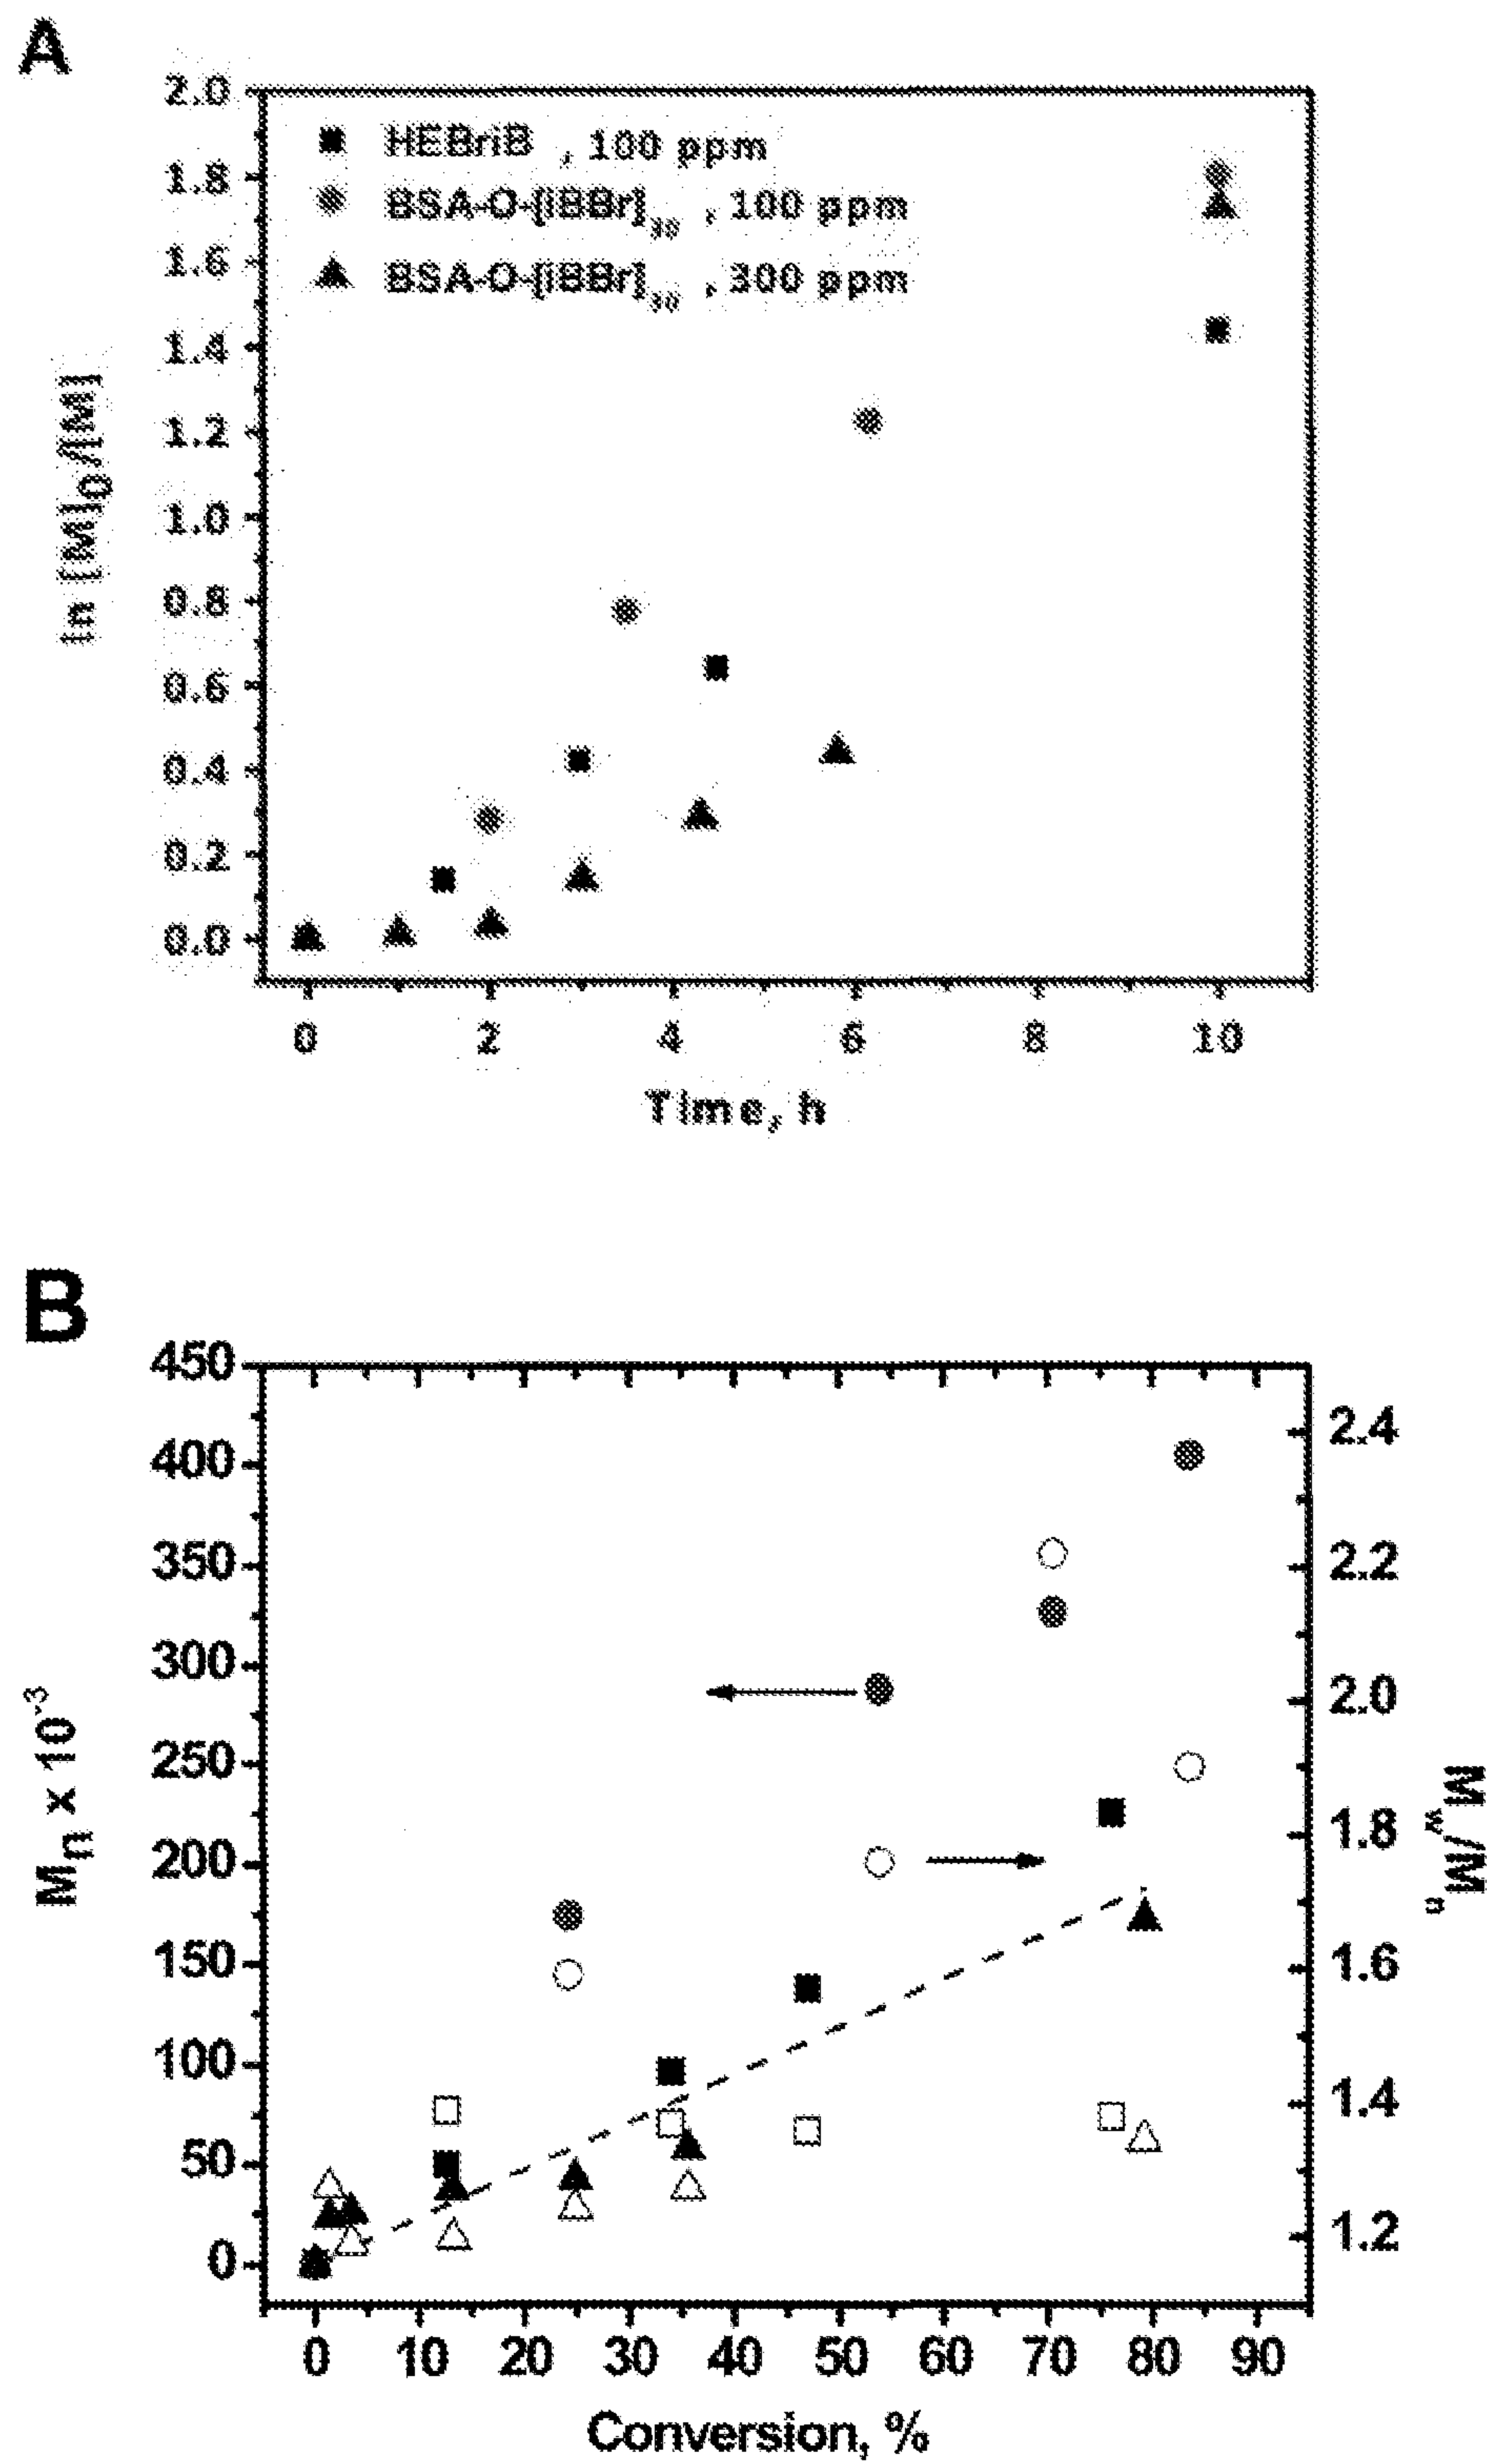 A
2.0
1.8
1.6
1.4
1.2
1.0
0.8
0.6
0.4
0.2
0.0
ln [M]0/[M]
HEBriB , 100 ppm
BSA-O-[iBBr]30 , 100 ppm
BSA-O-[iBBr]30 , 300 ppm
0 2 4 6 8 10
Time, h
B
450
400
350
300
250
200
150
100
50
0
Mn x 10-3
2.4
2.2
2.0
1.8
1.6
1.4
1.2
Mw/Mn
0 10 20 30 40 50 60 70 80 90
Conversion, %